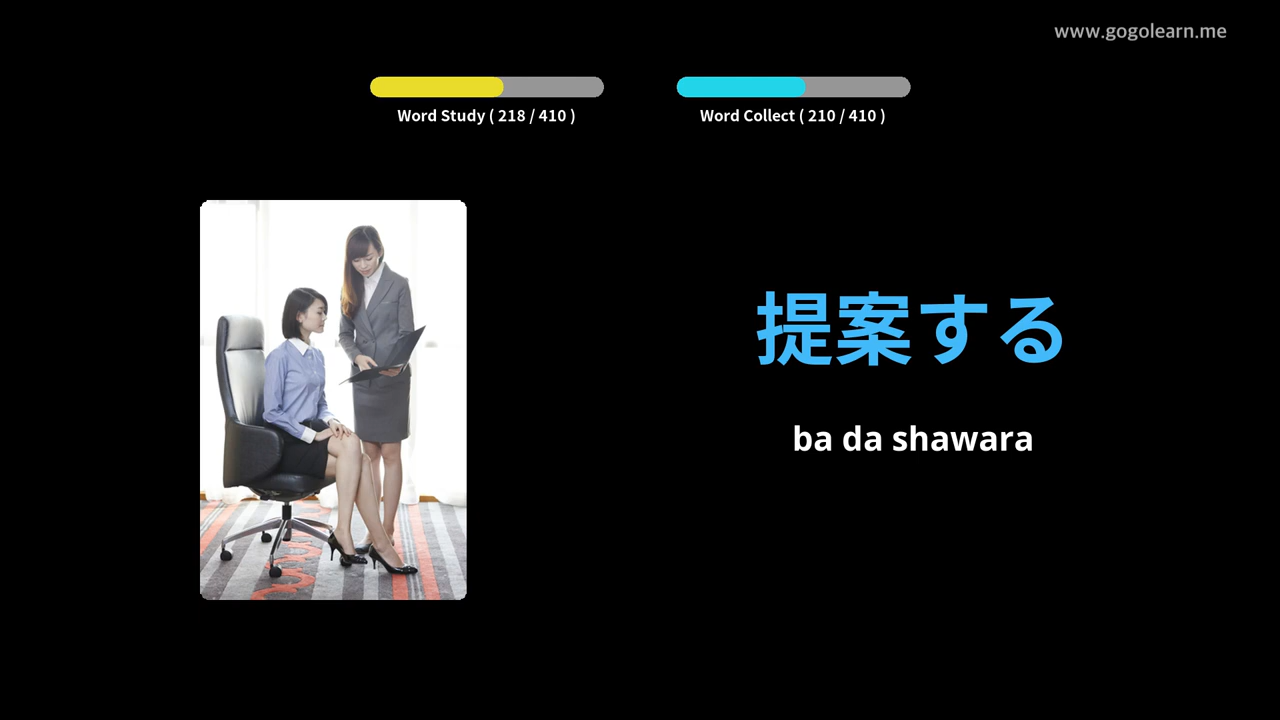 www.gogolearn.me
Word Study ( 218 / 410 )
Word Collect ( 210 / 410 )
提案する
ba da shawara